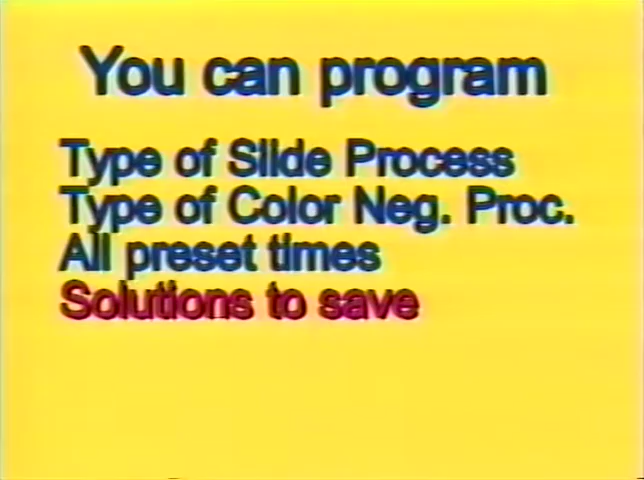 You can program
Type of Slide Process
Type of Color Neg. Proc.
All preset times
Solutions to save